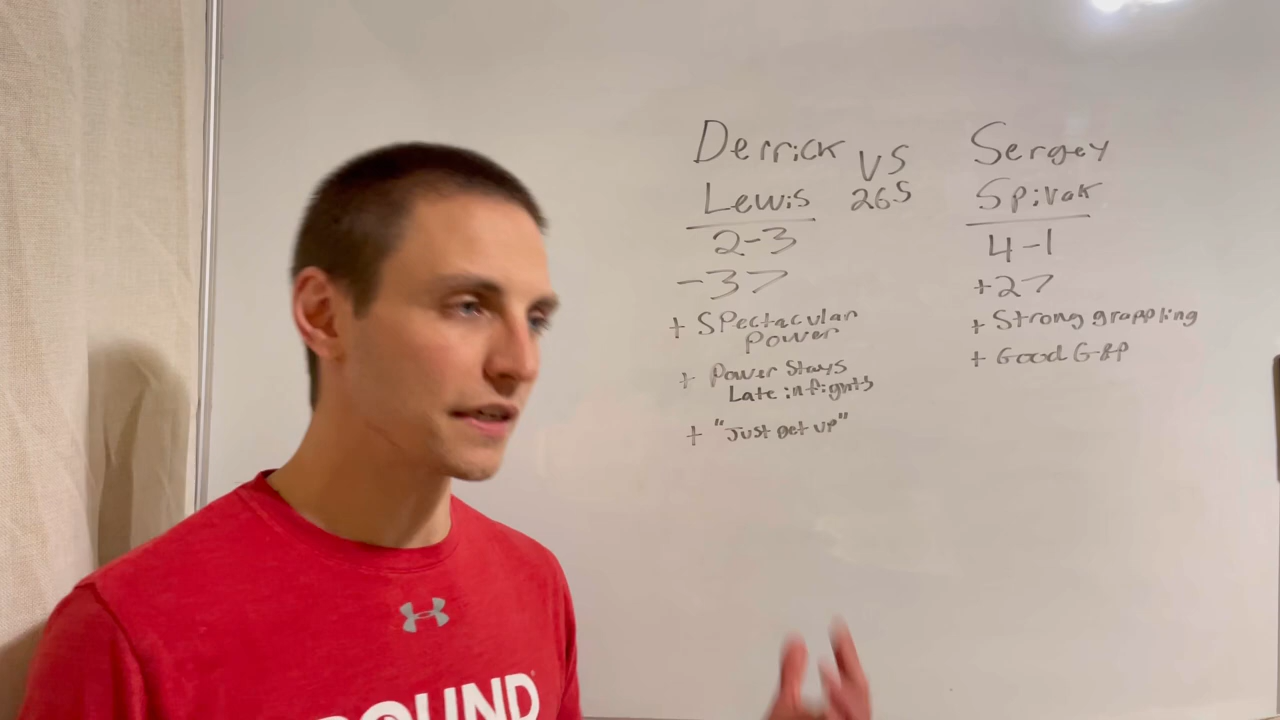 Derrick
Lewis
2-3
-37
+ Spectacular
power
+ Power Stays
Late in fights
+ "Just get up"
VS
265
Sergey
Spivak
4-1
+27
+ Strong grappling
+ Good G&P
OUND